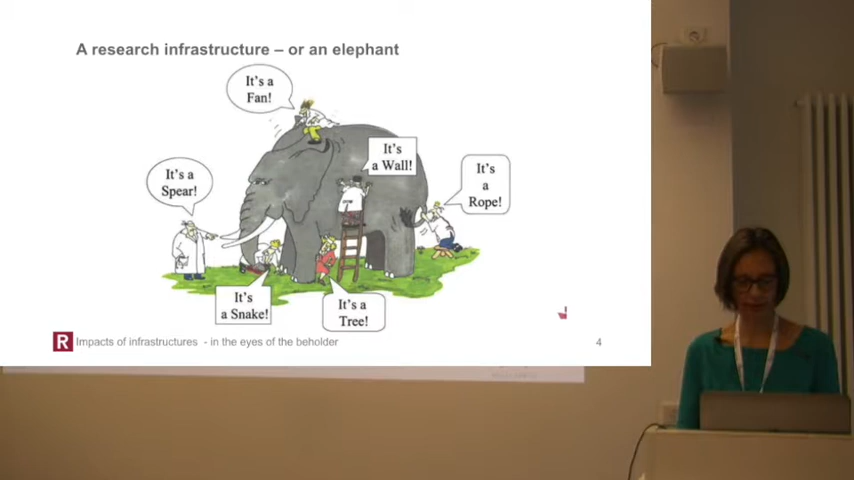 A research infrastructure – or an elephant
It's a
Fan!
It's
a Wall!
It's a
Spear!
It's
a
Rope!
It's
a Snake!
It's a
Tree!
R Impacts of infrastructures - in the eyes of the beholder
4